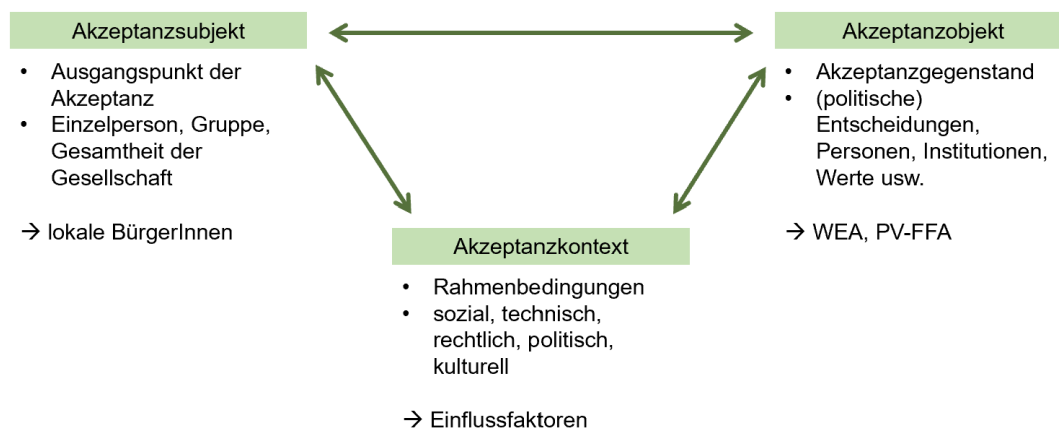 Akzeptanzsubjekt
• Ausgangspunkt der
Akzeptanz
• Einzelperson, Gruppe,
Gesamtheit der
Gesellschaft
→ lokale BürgerInnen
Akzeptanzobjekt
• Akzeptanzgegenstand
• (politische)
Entscheidungen,
Personen, Institutionen,
Werte usw.
→ WEA, PV-FFA
Akzeptanzkontext
• Rahmenbedingungen
• sozial, technisch,
rechtlich, politisch,
kulturell
→ Einflussfaktoren